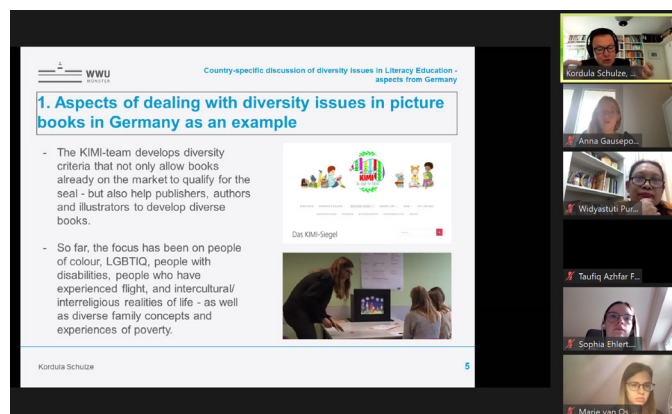 WWU
MÜNSTER
Country-specific discussion of diversity issues in Literacy Education -
aspects from Germany
1. Aspects of dealing with diversity issues in picture
books in Germany as an example
- The KIMI-team develops diversity
criteria that not only allow books
already on the market to qualify for the
seal - but also help publishers, authors
and illustrators to develop diverse
books.
- So far, the focus has been on people
of colour, LGBTIQ, people with
disabilities, people who have
experienced flight, and intercultural/
interreligious realities of life - as well
as diverse family concepts and
experiences of poverty.
KIMI
Das KIMI-Siegel
Kordula Schulze
5
Kordula Schulze, ...
Anna Gausepo...
Widyastuti Pur...
Taufiq Azhfar F...
Sophia Ehlert...
Marie van Os...